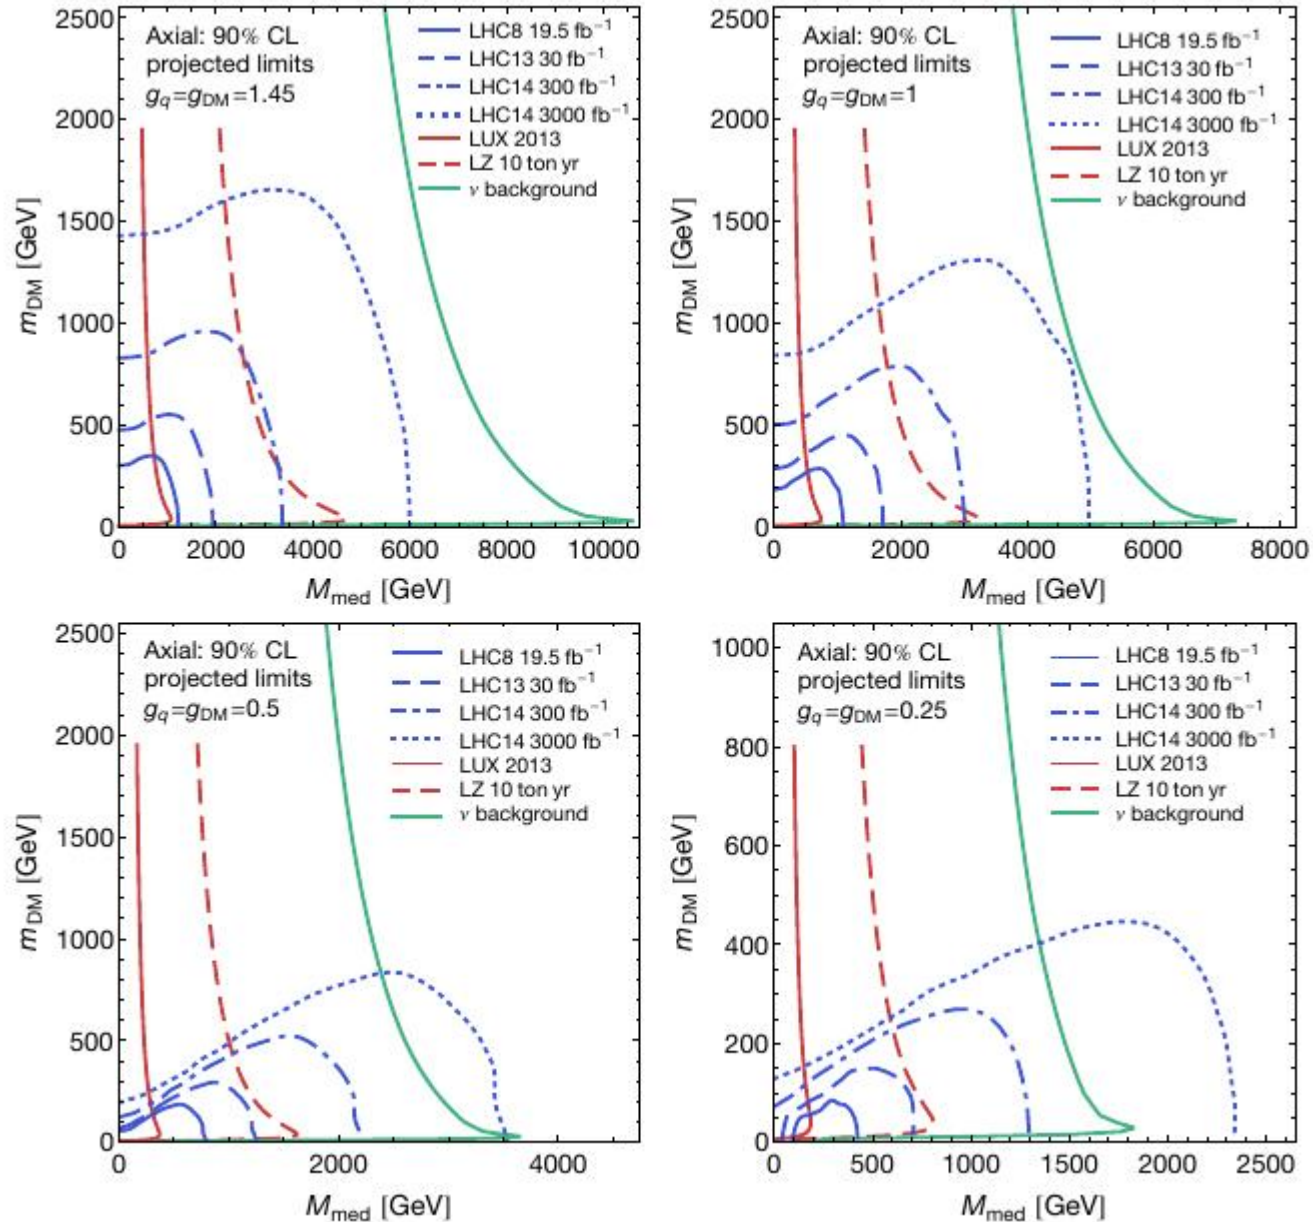 Axial: 90% CL
projected limits
g_q=g_DM=1.45
LHC8 19.5 fb⁻¹
LHC13 30 fb⁻¹
LHC14 300 fb⁻¹
LHC14 3000 fb⁻¹
LUX 2013
LZ 10 ton yr
ν background
m_DM [GeV]
2500
2000
1500
1000
500
0
0 2000 4000 6000 8000 10000
M_med [GeV]
Axial: 90% CL
projected limits
g_q=g_DM=1
LHC8 19.5 fb⁻¹
LHC13 30 fb⁻¹
LHC14 300 fb⁻¹
LHC14 3000 fb⁻¹
LUX 2013
LZ 10 ton yr
ν background
m_DM [GeV]
2500
2000
1500
1000
500
0
0 2000 4000 6000 8000
M_med [GeV]
Axial: 90% CL
projected limits
g_q=g_DM=0.5
LHC8 19.5 fb⁻¹
LHC13 30 fb⁻¹
LHC14 300 fb⁻¹
LHC14 3000 fb⁻¹
LUX 2013
LZ 10 ton yr
ν background
m_DM [GeV]
2500
2000
1500
1000
500
0
0 2000 4000
M_med [GeV]
Axial: 90% CL
projected limits
g_q=g_DM=0.25
LHC8 19.5 fb⁻¹
LHC13 30 fb⁻¹
LHC14 300 fb⁻¹
LHC14 3000 fb⁻¹
LUX 2013
LZ 10 ton yr
ν background
m_DM [GeV]
1000
800
600
400
200
0
0 500 1000 1500 2000 2500
M_med [GeV]